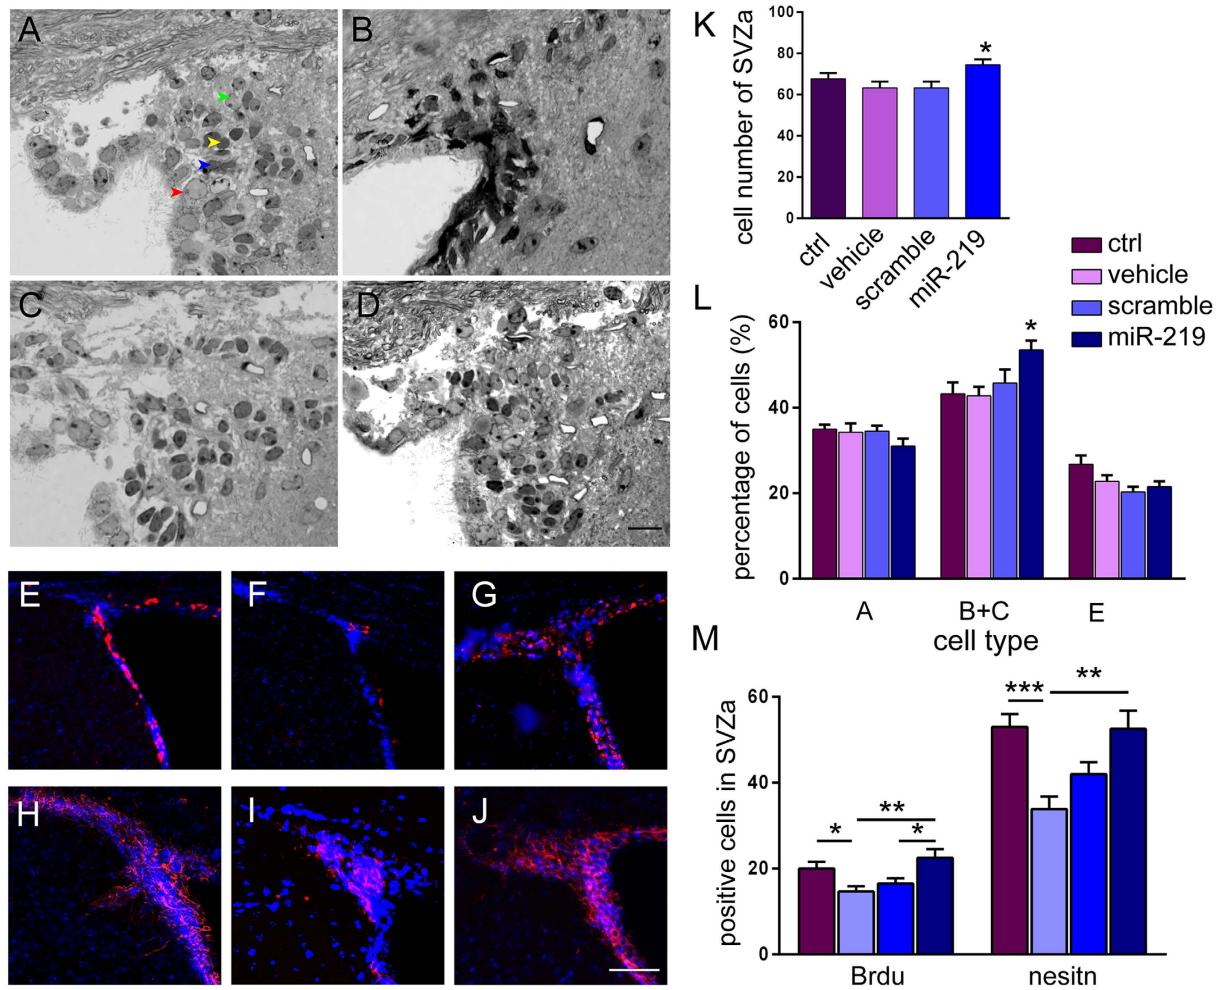 A
B
C
D
E
F
G
H
I
J
K
cell number of SVZa
100
80
60
40
20
0
ctrl
vehicle
scramble
miR-219
*
ctrl
vehicle
scramble
miR-219
L
percentage of cells (%)
60
40
20
0
*
A
B+C
E
cell type
M
positive cells in SVZa
60
40
20
0
*
**
*
***
**
Brdu
nesitn